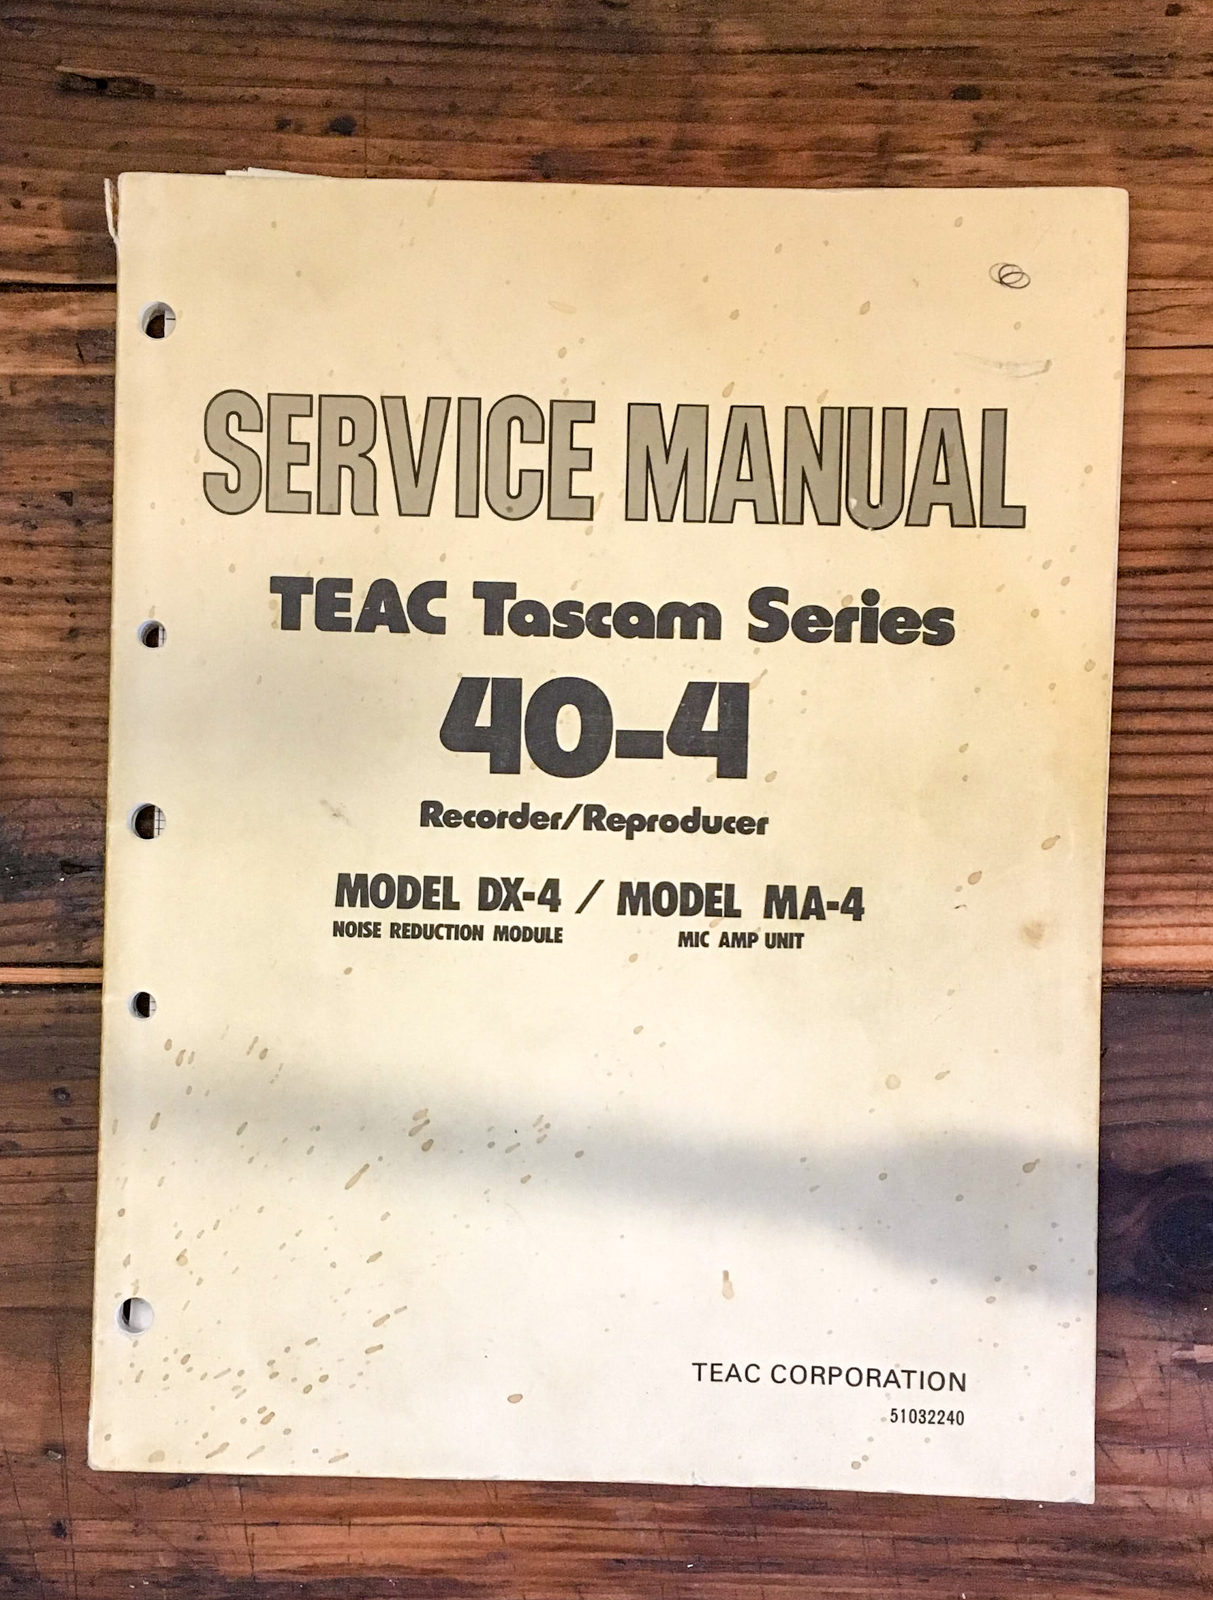 SERVICE MANUAL
TEAC Tascam Series
40-4
Recorder/Reproducer
MODEL DX-4 / MODEL MA-4
NOISE REDUCTION MODULE MIC AMP UNIT
TEAC CORPORATION
51032240